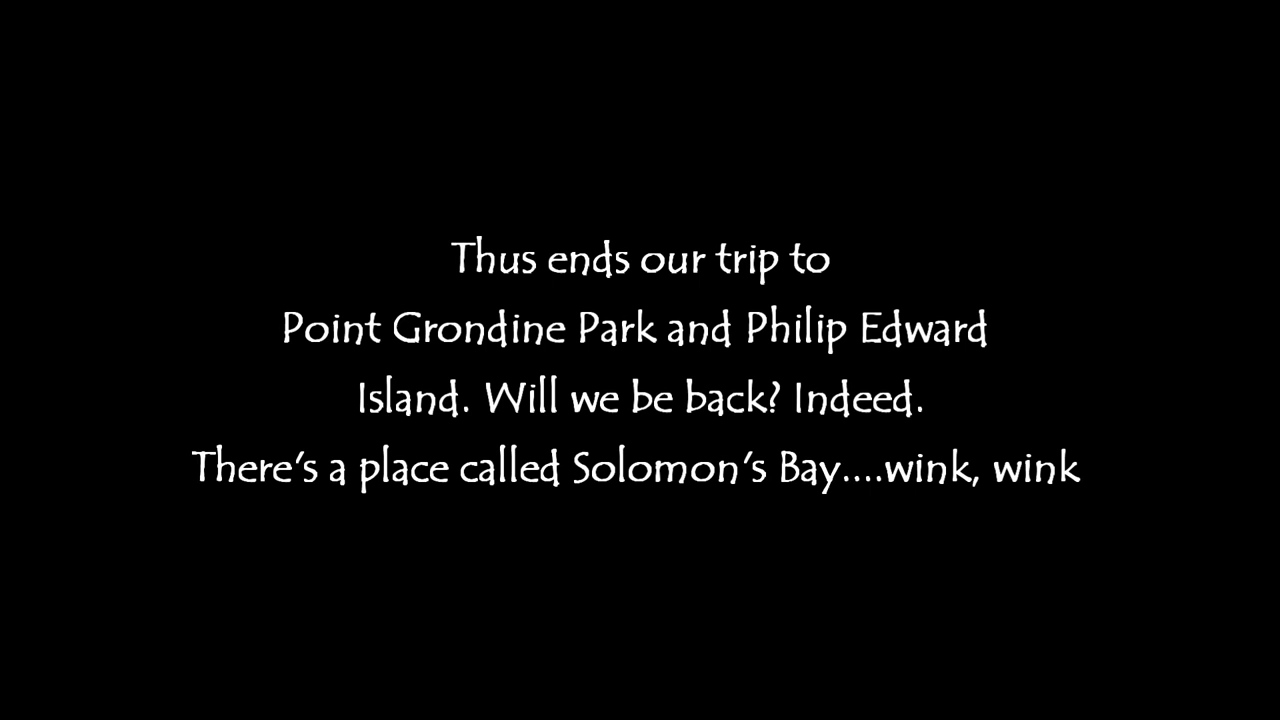 Thus ends our trip to
Point Grondine Park and Philip Edward
Island. Will we be back? Indeed.
There's a place called Solomon's Bay....wink, wink